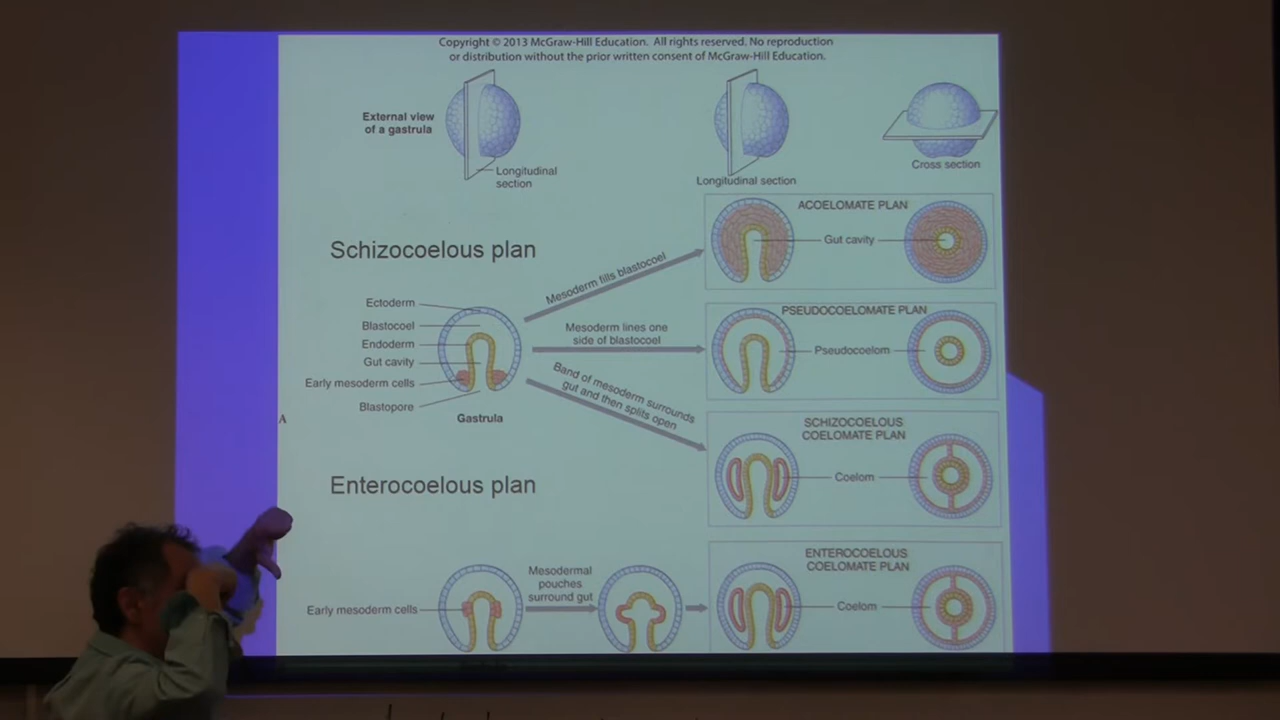 Copyright © 2013 McGraw-Hill Education. All rights reserved. No reproduction
or distribution without the prior written consent of McGraw-Hill Education.
External view
of a gastrula
Longitudinal
section
Longitudinal section
Cross section
Schizocoelous plan
ACOELOMATE PLAN
Gut cavity
Mesoderm fills blastocoel
Ectoderm
Blastocoel
Endoderm
Gut cavity
Early mesoderm cells
Blastopore
Gastrula
A
Mesoderm lines one
side of blastocoel
PSEUDOCOELOMATE PLAN
Pseudocoelom
Band of mesoderm surrounds
gut and then splits open
SCHIZOCOELOUS
COELOMATE PLAN
Coelom
Enterocoelous plan
Early mesoderm cells
Mesodermal
pouches
surround gut
ENTEROCOELOUS
COELOMATE PLAN
Coelom